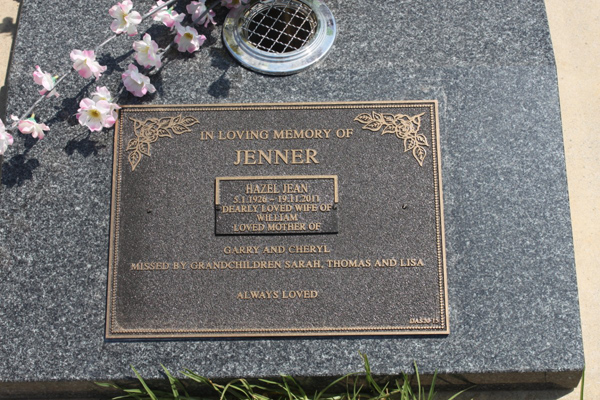 IN LOVING MEMORY OF
JENNER
HAZEL JEAN
5.1.1926 - 19.11.2011
DEARLY LOVED WIFE OF
WILLIAM
LOVED MOTHER OF
GARRY AND CHERYL
MISSED BY GRANDCHILDREN SARAH, THOMAS AND LISA
ALWAYS LOVED